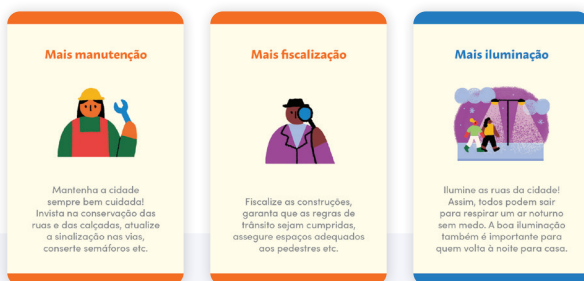 Mais manutenção
Mantenha a cidade
sempre bem cuidada!
Invista na conservação das
ruas e das calçadas, atualize
a sinalização nas vias,
conserte semáforos etc.
Mais fiscalização
Fiscalize as construções,
garanta que as regras de
trânsito sejam cumpridas,
assegure espaços adequados
aos pedestres etc.
Mais iluminação
Ilumine as ruas da cidade!
Assim, todos podem sair
para respirar um ar noturno
sem medo. A boa iluminação
também é importante para
quem volta à noite para casa.